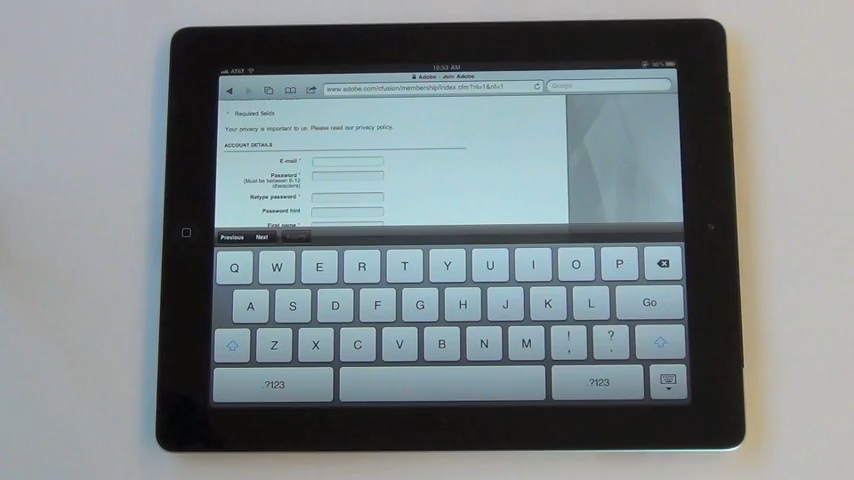 AT&T 10:53 AM
Adobe - Join Adobe
www.adobe.com/cfusion/membership/index.cfm?nl=1&nf=1 Google
* Required fields
Your privacy is important to us. Please read our privacy policy.
ACCOUNT DETAILS
E-mail *
Password *
(Must be between 6-12
characters)
Retype password *
Password hint
First name *
Previous Next
Q W E R T Y U I O P
A S D F G H J K L Go
Z X C V B N M ! , ? .
.?123 .?123